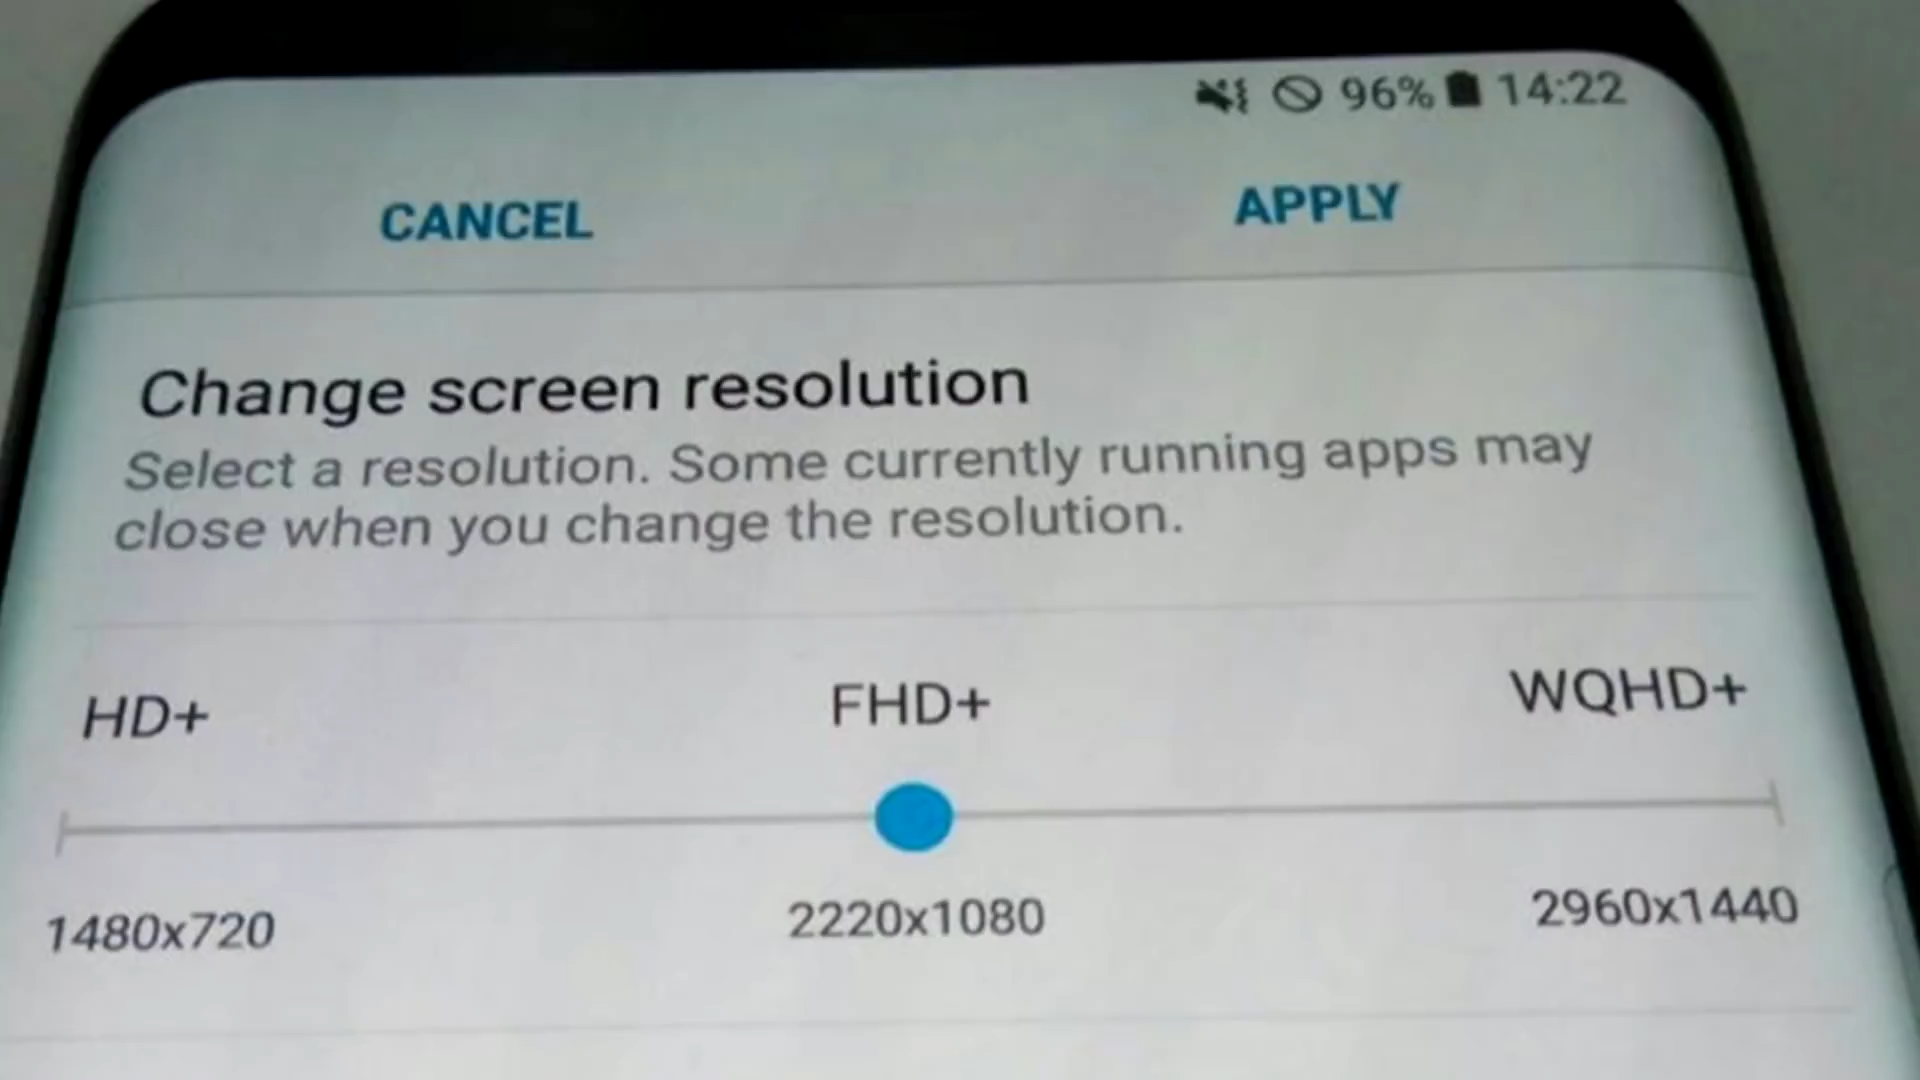 96% 14:22
CANCEL APPLY
Change screen resolution
Select a resolution. Some currently running apps may
close when you change the resolution.
HD+ FHD+ WQHD+
1480x720 2220x1080 2960x1440